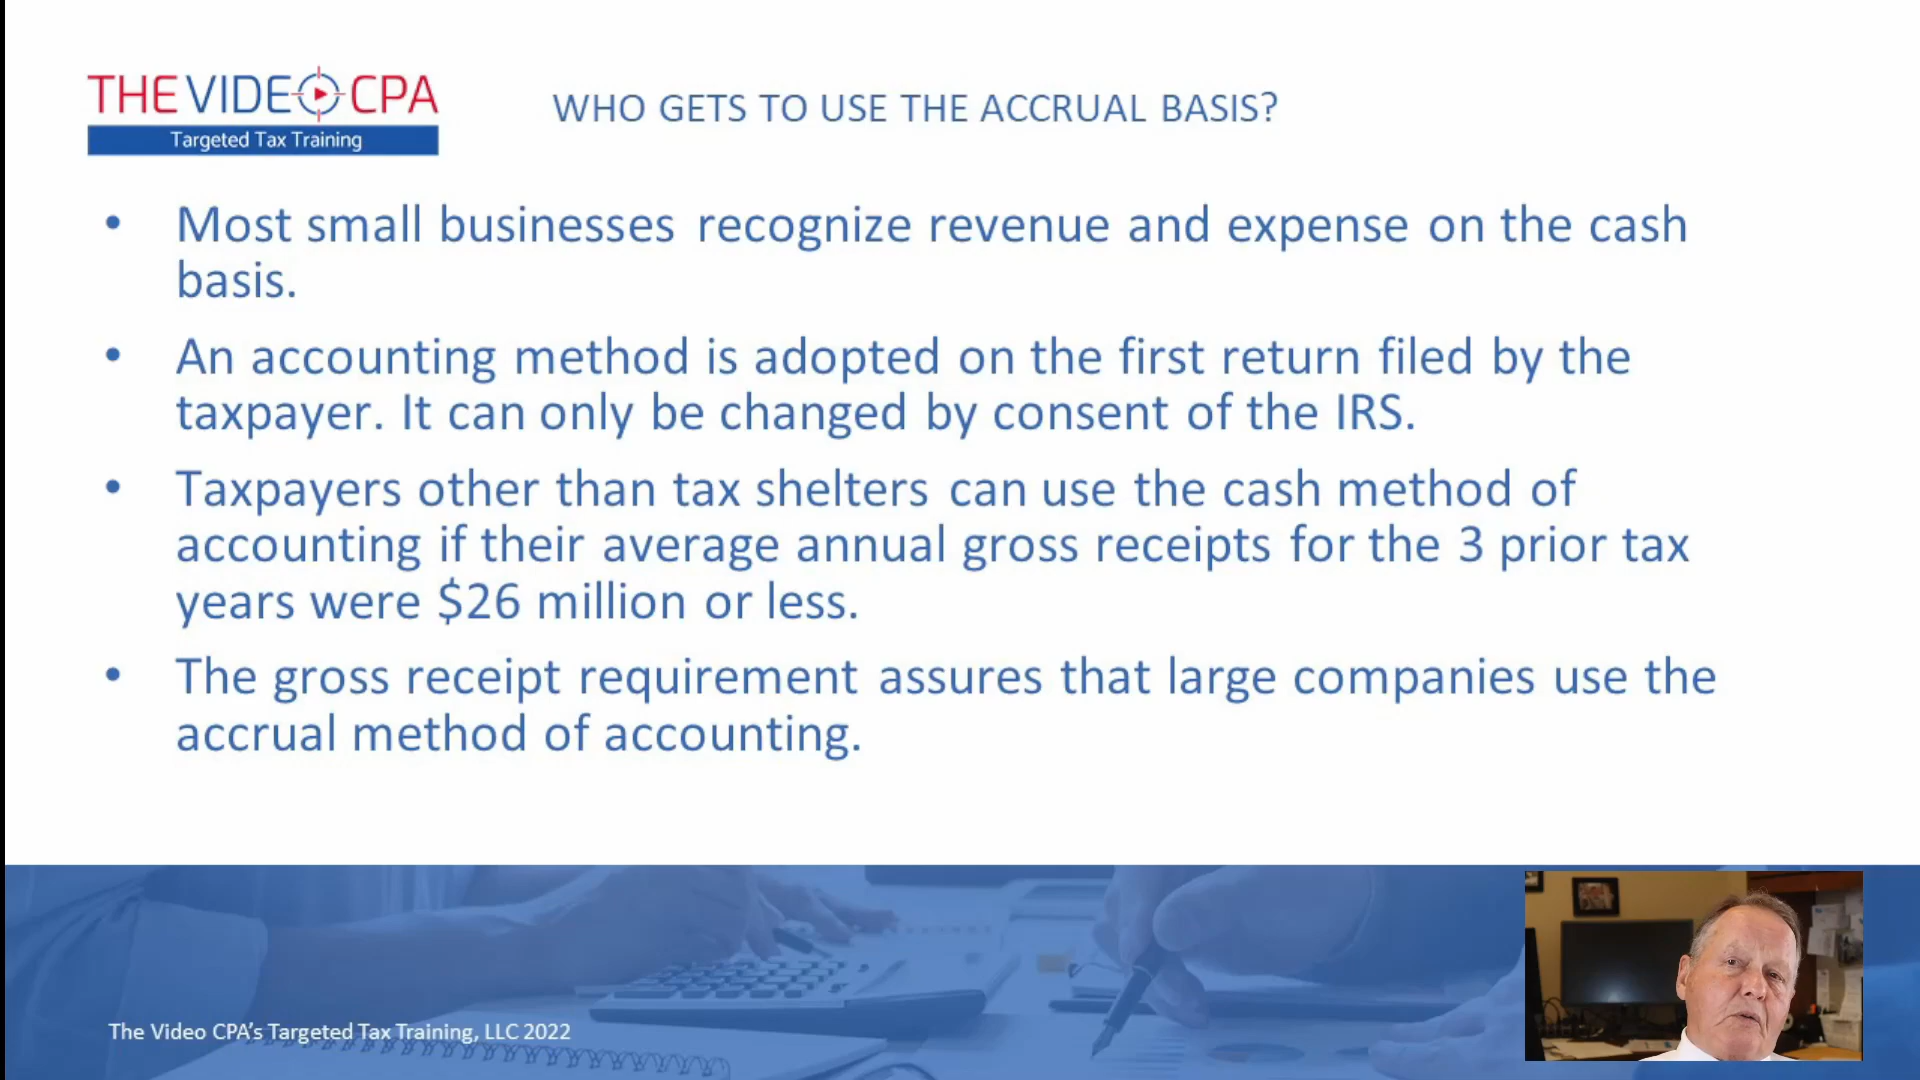 THE VIDEO CPA
Targeted Tax Training
WHO GETS TO USE THE ACCRUAL BASIS?
• Most small businesses recognize revenue and expense on the cash
basis.
• An accounting method is adopted on the first return filed by the
taxpayer. It can only be changed by consent of the IRS.
• Taxpayers other than tax shelters can use the cash method of
accounting if their average annual gross receipts for the 3 prior tax
years were $26 million or less.
• The gross receipt requirement assures that large companies use the
accrual method of accounting.
The Video CPA's Targeted Tax Training, LLC 2022